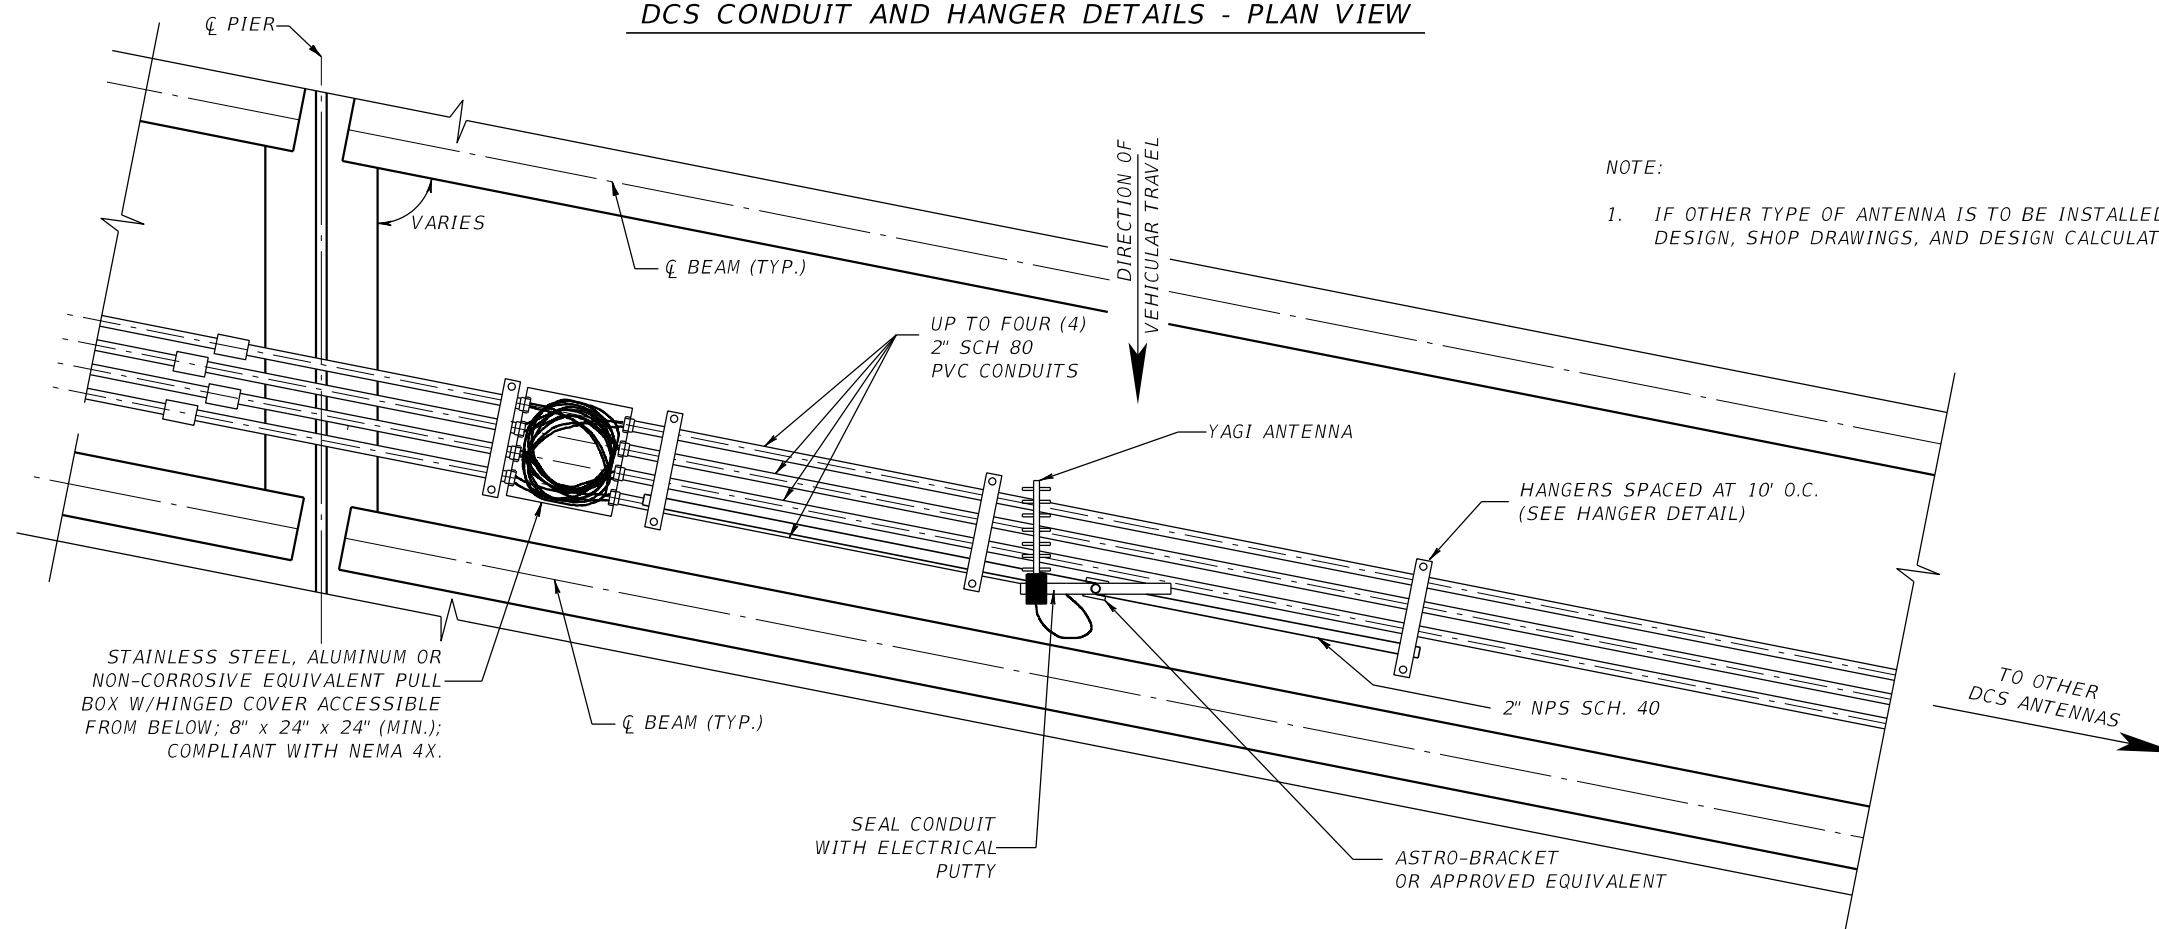 DCS CONDUIT AND HANGER DETAILS - PLAN VIEW
℄ PIER
VARIES
℄ BEAM (TYP.)
DIRECTION OF
VEHICULAR TRAVEL
NOTE:
1. IF OTHER TYPE OF ANTENNA IS TO BE INSTALLED
DESIGN, SHOP DRAWINGS, AND DESIGN CALCULAT
UP TO FOUR (4)
2" SCH 80
PVC CONDUITS
YAGI ANTENNA
HANGERS SPACED AT 10' O.C.
(SEE HANGER DETAIL)
STAINLESS STEEL, ALUMINUM OR
NON-CORROSIVE EQUIVALENT PULL
BOX W/HINGED COVER ACCESSIBLE
FROM BELOW; 8" x 24" x 24" (MIN.);
COMPLIANT WITH NEMA 4X.
℄ BEAM (TYP.)
2" NPS SCH. 40
TO OTHER
DCS ANTENNAS
SEAL CONDUIT
WITH ELECTRICAL
PUTTY
ASTRO-BRACKET
OR APPROVED EQUIVALENT